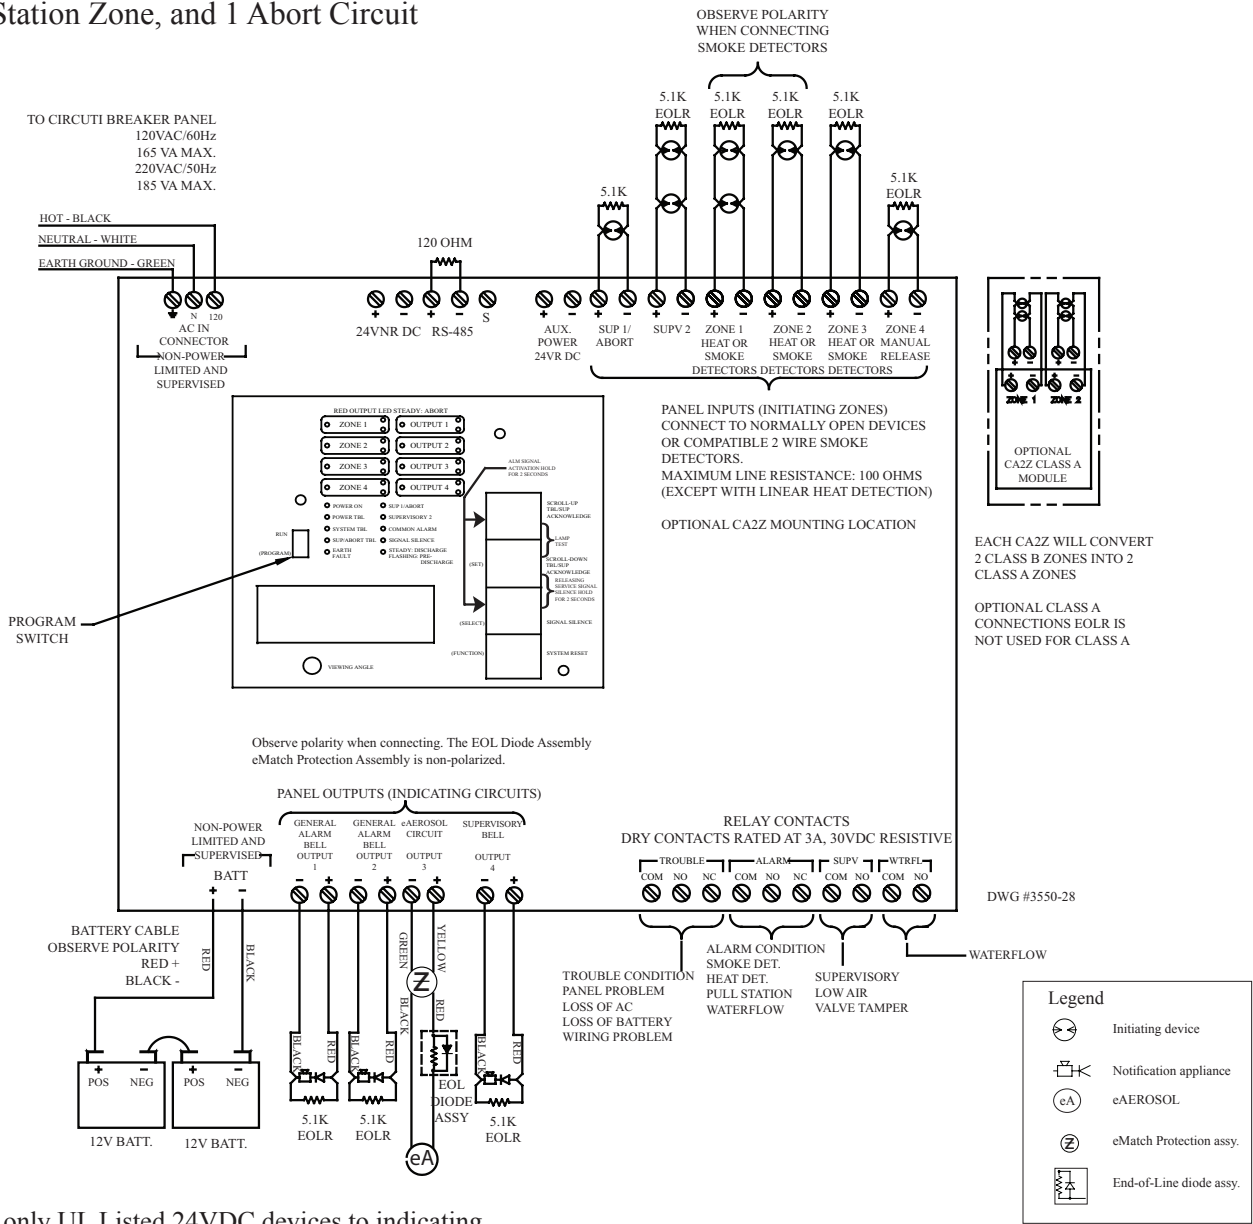 Station Zone, and 1 Abort Circuit
OBSERVE POLARITY
WHEN CONNECTING
SMOKE DETECTORS
5.1K
EOLR
5.1K
EOLR
5.1K
EOLR
5.1K
EOLR
5.1K
5.1K
EOLR
TO CIRCUTI BREAKER PANEL
120VAC/60Hz
165 VA MAX.
220VAC/50Hz
185 VA MAX.
HOT - BLACK
NEUTRAL - WHITE
EARTH GROUND - GREEN
120 OHM
N 120
AC IN
CONNECTOR
NON-POWER
LIMITED AND
SUPERVISED
+ - + -
24VNR DC RS-485 S
+ - + - + - + - + - + - + -
AUX.
POWER
24VR DC
SUP 1/
ABORT
SUPV 2
ZONE 1
HEAT OR
SMOKE
DETECTORS
ZONE 2
HEAT OR
SMOKE
DETECTORS
ZONE 3
HEAT OR
SMOKE
DETECTORS
ZONE 4
MANUAL
RELEASE
PANEL INPUTS (INITIATING ZONES)
CONNECT TO NORMALLY OPEN DEVICES
OR COMPATIBLE 2 WIRE SMOKE
DETECTORS.
MAXIMUM LINE RESISTANCE: 100 OHMS
(EXCEPT WITH LINEAR HEAT DETECTION)
OPTIONAL CA2Z MOUNTING LOCATION
+ - + -
+ - + -
ZONE 1 ZONE 2
OPTIONAL
CA2Z CLASS A
MODULE
EACH CA2Z WILL CONVERT
2 CLASS B ZONES INTO 2
CLASS A ZONES
OPTIONAL CLASS A
CONNECTIONS EOLR IS
NOT USED FOR CLASS A
RED OUTPUT LED STEADY: ABORT
ZONE 1 OUTPUT 1
ZONE 2 OUTPUT 2
ZONE 3 OUTPUT 3
ZONE 4 OUTPUT 4
POWER ON SUP 1/ABORT
POWER TBL SUPERVISORY 2
SYSTEM TBL COMMON ALARM
SUP/ABORT TBL SIGNAL SILENCE
EARTH
FAULT
STEADY: DISCHARGE
FLASHING: PRE-
DISCHARGE
RUN
(PROGRAM)
VIEWING ANGLE
ALM SIGNAL
ACTIVATION HOLD
FOR 2 SECONDS
(SET)
(SELECT)
(FUNCTION)
SCROLL-UP
TBL/SUP
ACKNOWLEDGE
LAMP
TEST
SCROLL-DOWN
TBL/SUP
ACKNOWLEDGE
RELEASING
SERVICE SIGNAL
SILENCE HOLD
FOR 2 SECONDS
SIGNAL SILENCE
SYSTEM RESET
PROGRAM
SWITCH
Observe polarity when connecting. The EOL Diode Assembly
eMatch Protection Assembly is non-polarized.
PANEL OUTPUTS (INDICATING CIRCUITS)
NON-POWER
LIMITED AND
SUPERVISED
BATT
+ -
GENERAL
ALARM
BELL
OUTPUT
1
GENERAL
ALARM
BELL
OUTPUT
2
eAEROSOL
CIRCUIT
OUTPUT
3
SUPERVISORY
BELL
OUTPUT
4
- + - + - + - +
RELAY CONTACTS
DRY CONTACTS RATED AT 3A, 30VDC RESISTIVE
TROUBLE ALARM SUPV WTRFL
COM NO NC COM NO NC COM NO COM NO
DWG #3550-28
BATTERY CABLE
OBSERVE POLARITY
RED +
BLACK -
RED
BLACK
+ - + -
POS NEG POS NEG
12V BATT. 12V BATT.
BLACK RED
5.1K
EOLR
BLACK RED
5.1K
EOLR
GREEN YELLOW
Z
BLACK RED
EOL
DIODE
ASSY
eA
BLACK RED
5.1K
EOLR
TROUBLE CONDITION
PANEL PROBLEM
LOSS OF AC
LOSS OF BATTERY
WIRING PROBLEM
ALARM CONDITION
SMOKE DET.
HEAT DET.
PULL STATION
WATERFLOW
SUPERVISORY
LOW AIR
VALVE TAMPER
WATERFLOW
Legend
Initiating device
Notification appliance
eA eAEROSOL
Z eMatch Protection assy.
End-of-Line diode assy.
only UL Listed 24VDC devices to indicating